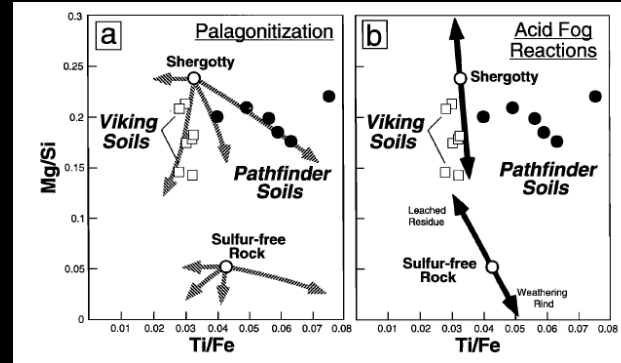 a
Palagonitization
Shergotty
Viking
Soils
Pathfinder
Soils
Sulfur-free
Rock
Mg/Si
0.3
0.25
0.2
0.15
0.1
0.05
0
0.01 0.02 0.03 0.04 0.05 0.06 0.07 0.08
Ti/Fe
b
Acid Fog
Reactions
Shergotty
Viking
Soils
Pathfinder
Soils
Leached
Residue
Sulfur-free
Rock
Weathering
Rind
0.01 0.02 0.03 0.04 0.05 0.06 0.07 0.08
Ti/Fe